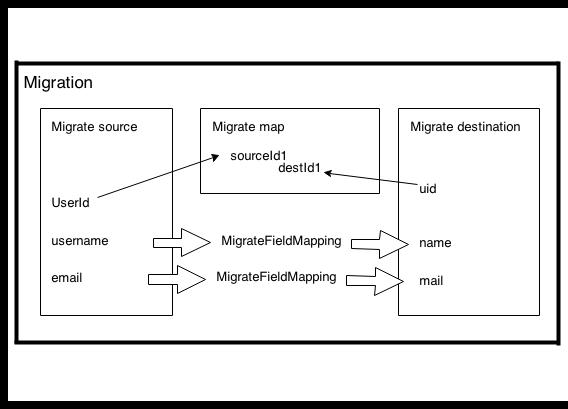 Migration
Migrate source
Migrate map
Migrate destination
sourceId1
destId1
UserId
uid
username
MigrateFieldMapping
name
email
MigrateFieldMapping
mail